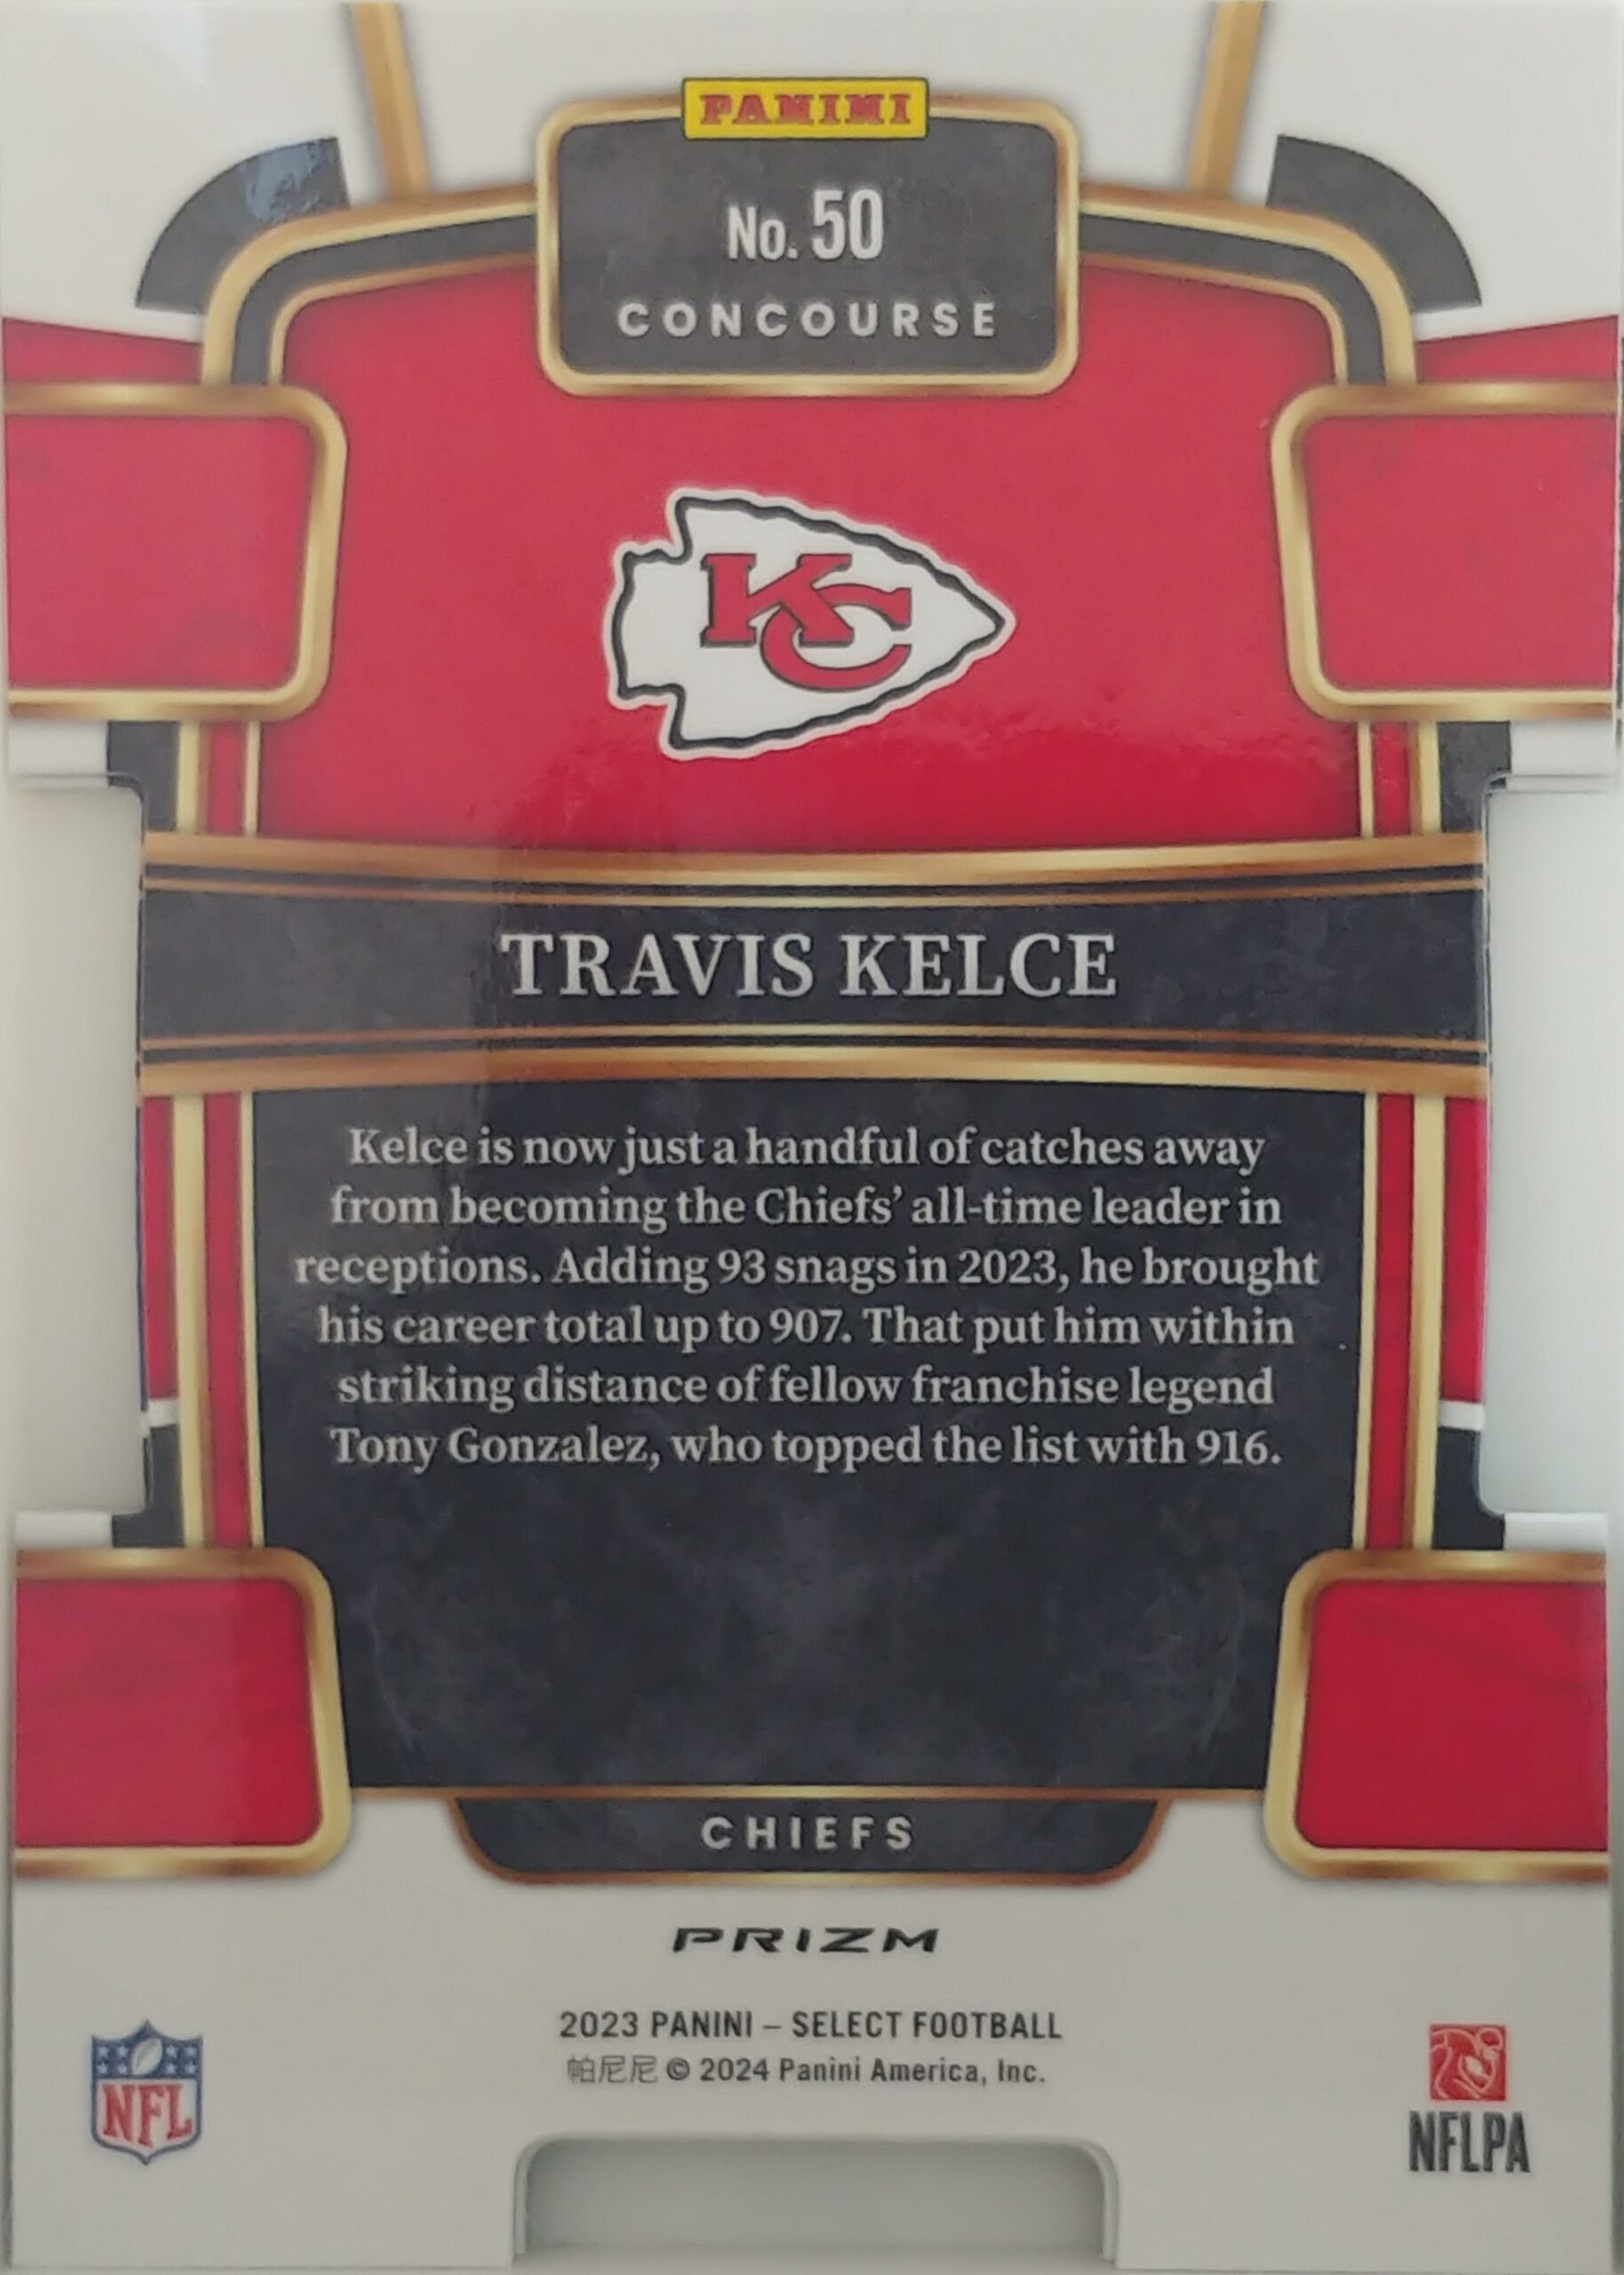 PANINI
No. 50
CONCOURSE
KC
TRAVIS KELCE
Kelce is now just a handful of catches away
from becoming the Chiefs’ all-time leader in
receptions. Adding 93 snags in 2023, he brought
his career total up to 907. That put him within
striking distance of fellow franchise legend
Tony Gonzalez, who topped the list with 916.
CHIEFS
PRIZM
2023 PANINI – SELECT FOOTBALL
帕尼尼 © 2024 Panini America, Inc.
NFL
NFLPA